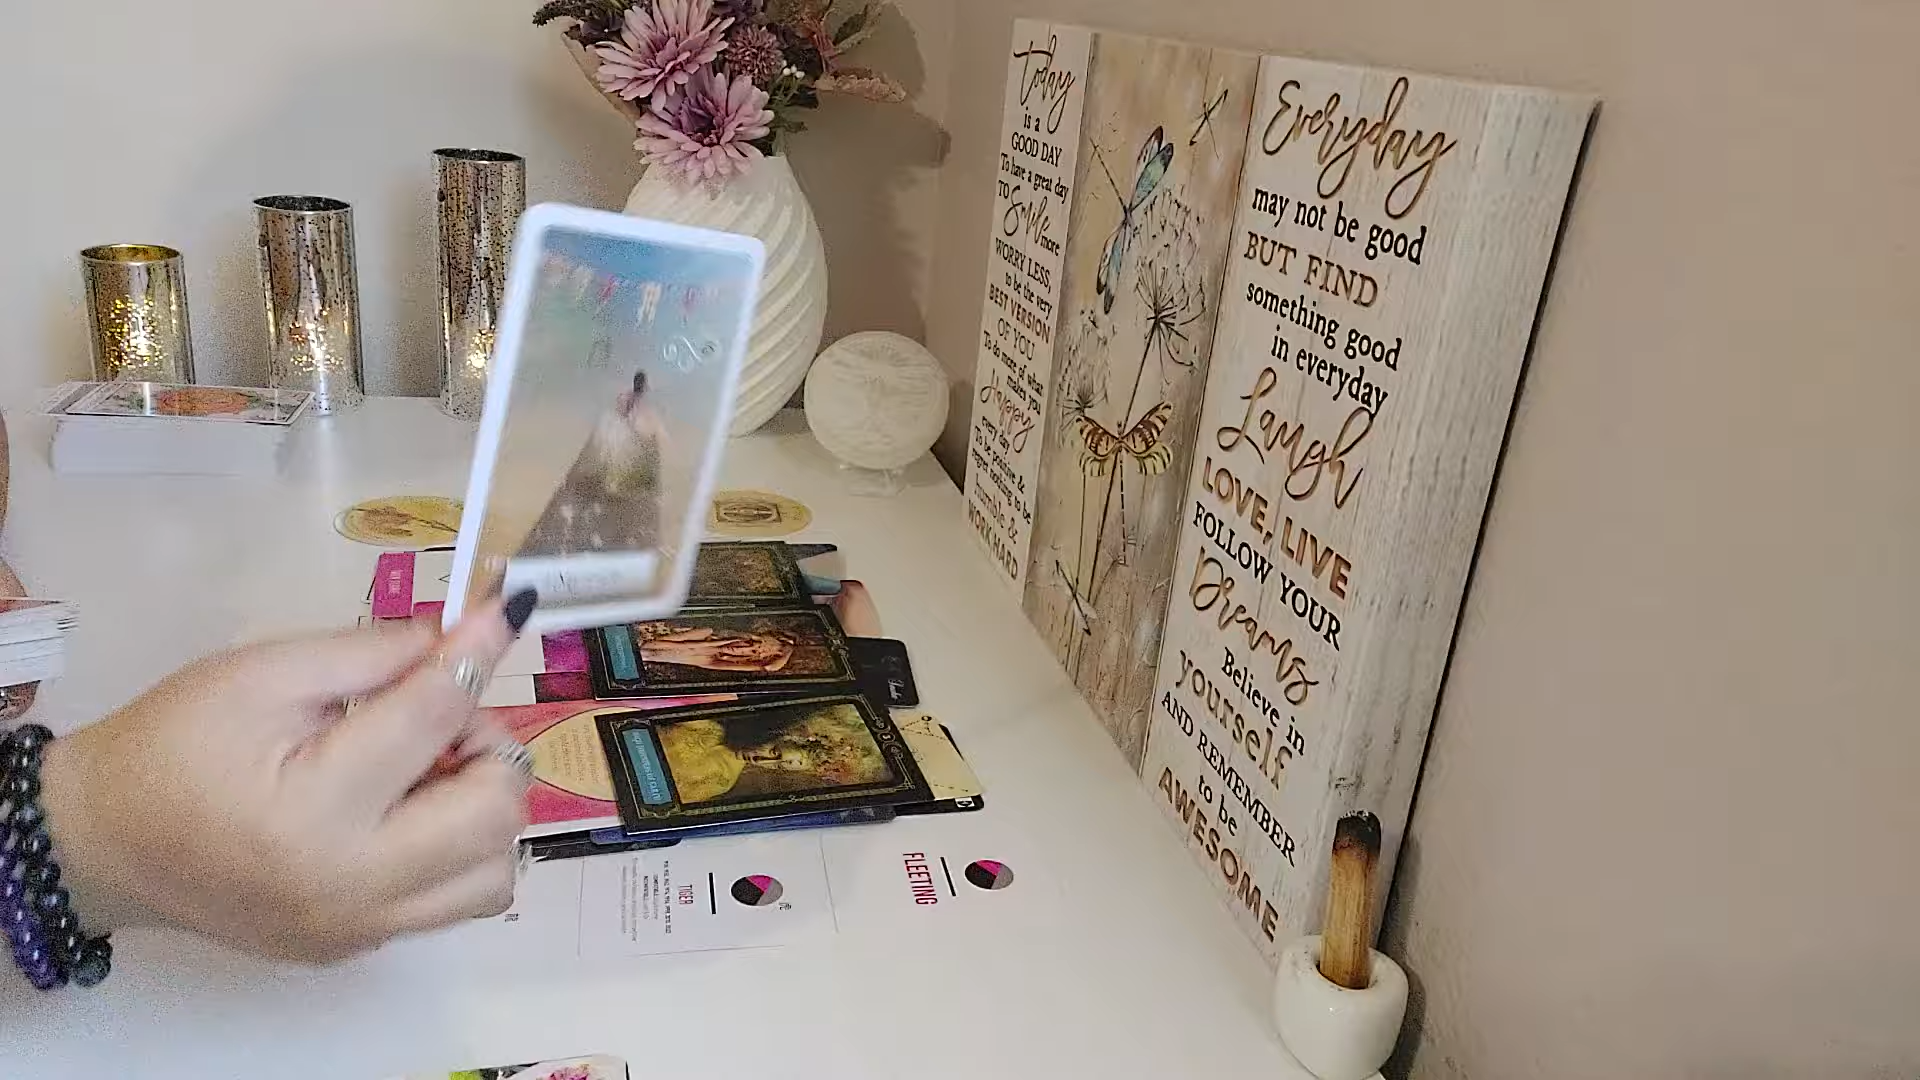 today
is a
GOOD DAY
To have a great day
TO Smile more
WORRY LESS,
to be the very
BEST VERSION
OF YOU
To do more of what
makes you
Happy
every day
To be positive &
regret nothing to be
humble &
WORK HARD
Everyday
may not be good
BUT FIND
something good
in everyday
Laugh
LOVE, LIVE
FOLLOW YOUR
Dreams
Believe in
yourself
AND REMEMBER
to be
AWESOME
TIGER
FLEETING